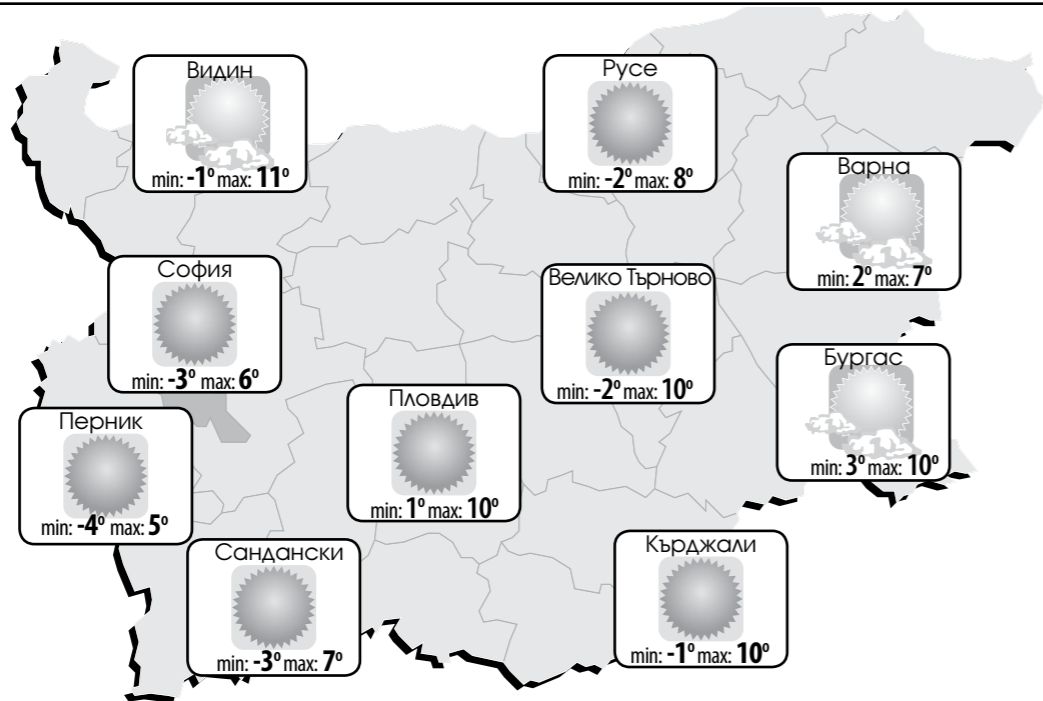 Видин
min: -1° max: 11°
Русе
min: -2° max: 8°
Варна
min: 2° max: 7°
София
min: -3° max: 6°
Велико Търново
min: -2° max: 10°
Бургас
min: 3° max: 10°
Пловдив
min: 1° max: 10°
Перник
min: -4° max: 5°
Сандански
min: -3° max: 7°
Кърджали
min: -1° max: 10°